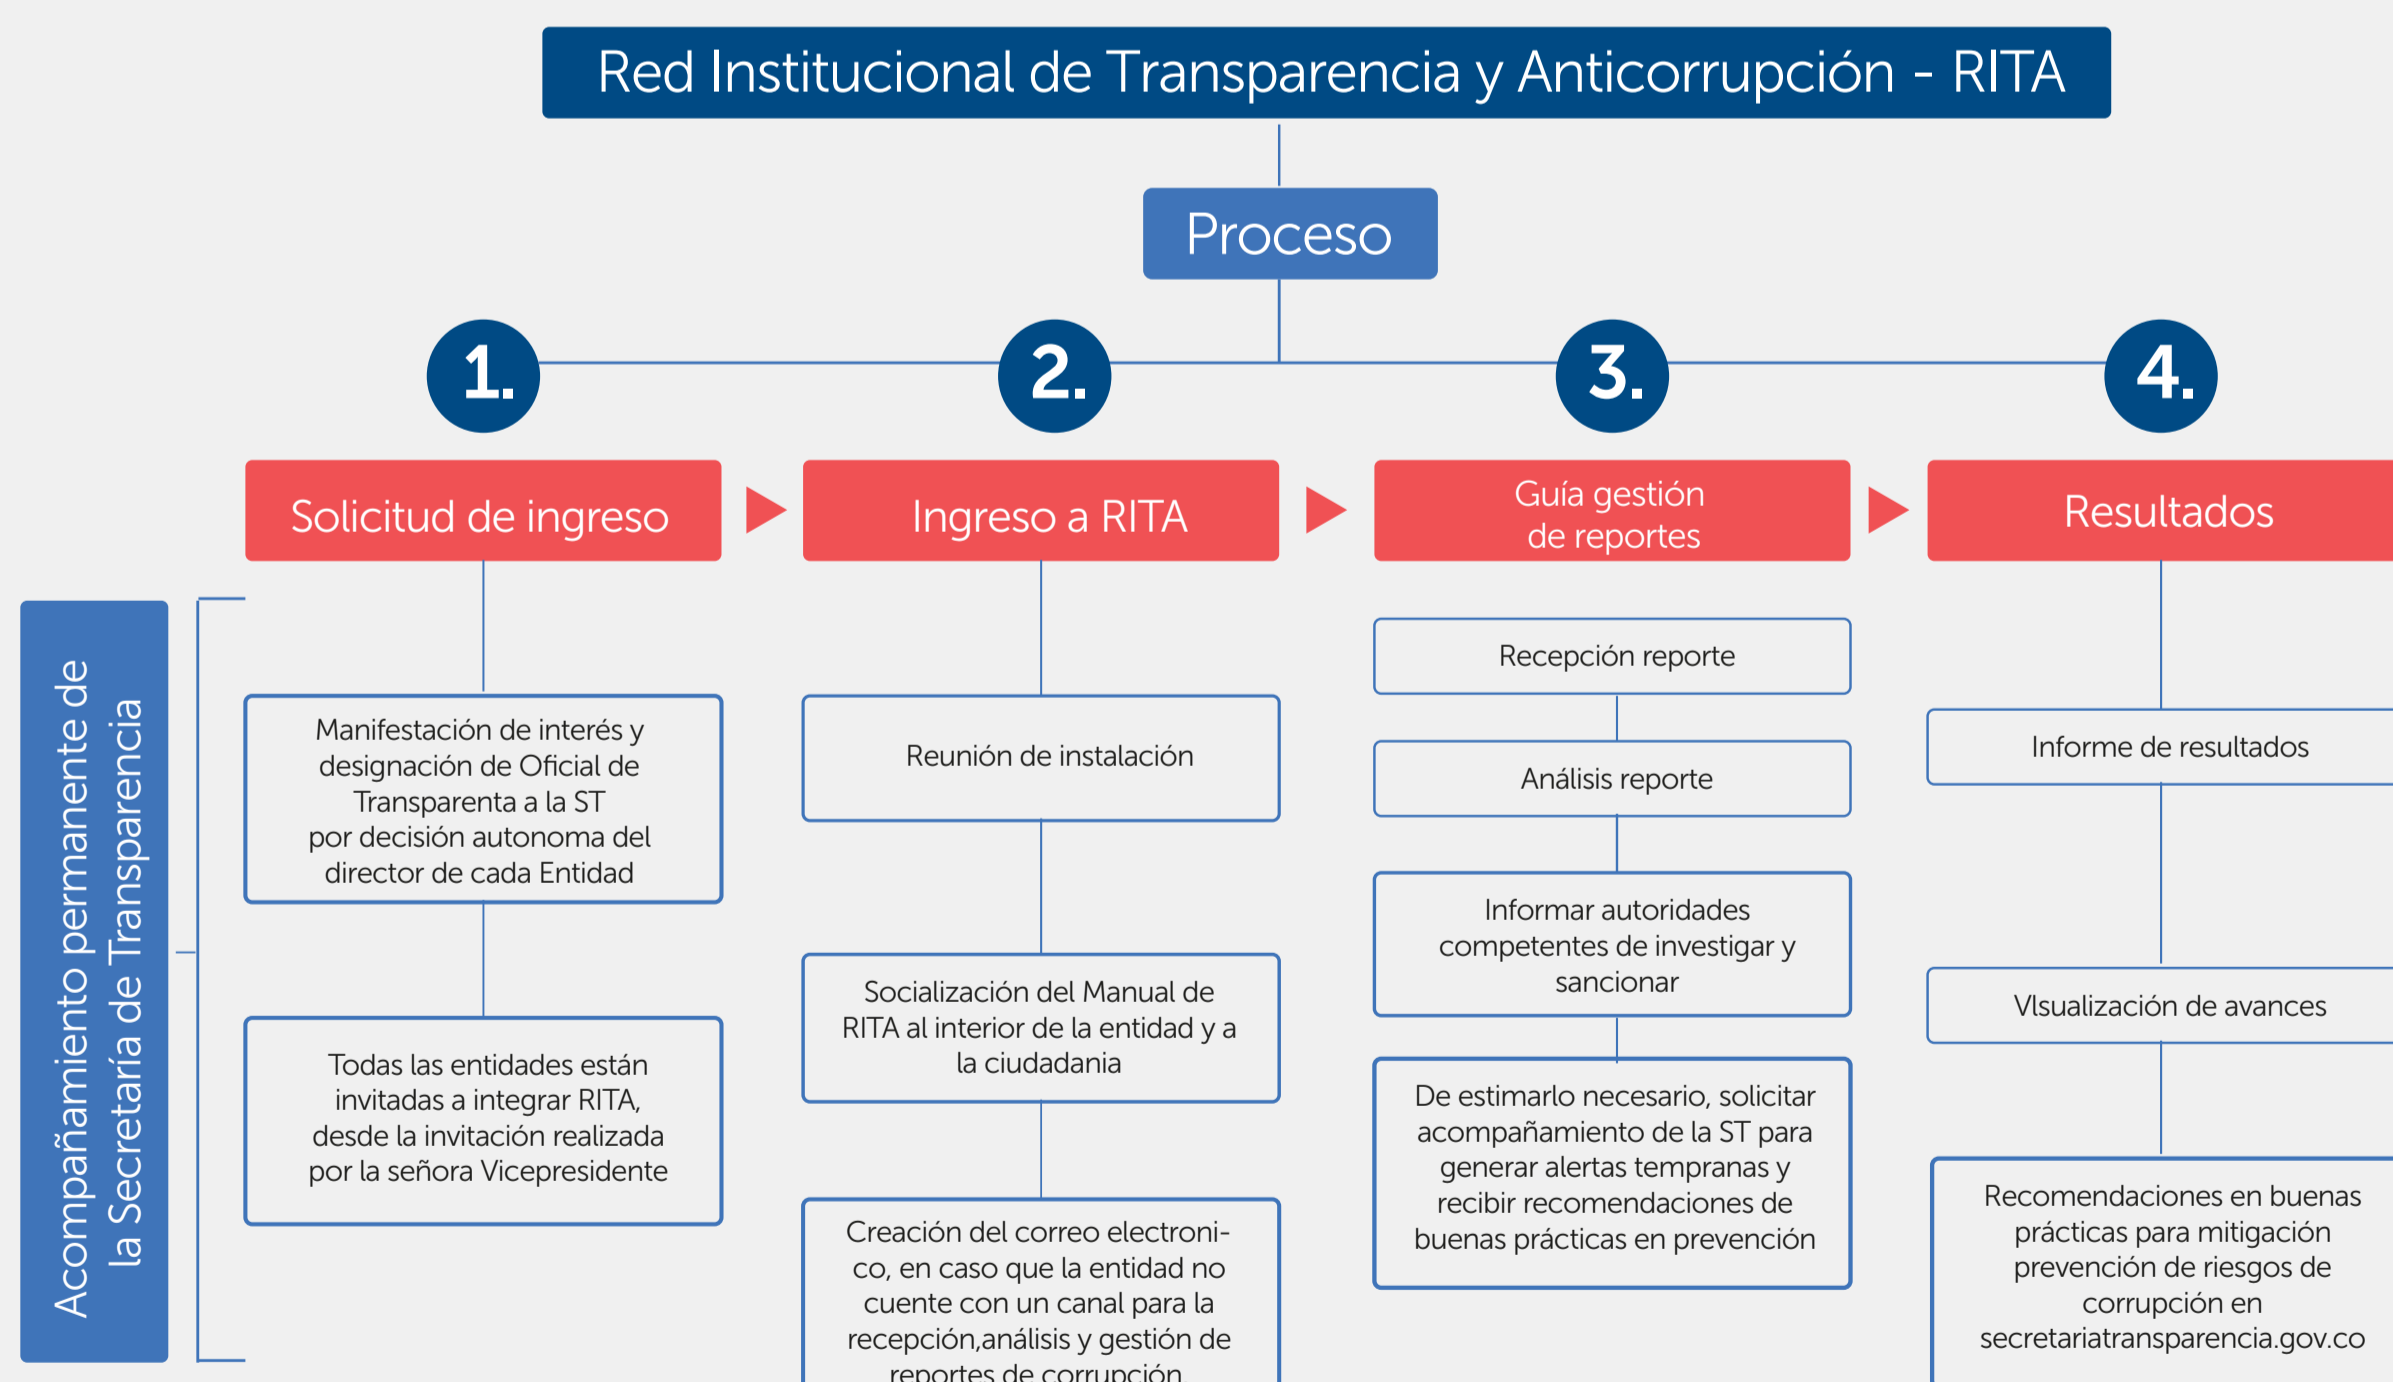 Red Institucional de Transparencia y Anticorrupción - RITA
Proceso
1.
2.
3.
4.
Solicitud de ingreso
Ingreso a RITA
Guía gestión
de reportes
Resultados
Acompañamiento permanente de
la Secretaría de Transparencia
Manifestación de interés y
designación de Oficial de
Transparenta a la ST
por decisión autonoma del
director de cada Entidad
Todas las entidades están
invitadas a integrar RITA,
desde la invitación realizada
por la señora Vicepresidente
Reunión de instalación
Socialización del Manual de
RITA al interior de la entidad y a
la ciudadania
Creación del correo electroni-
co, en caso que la entidad no
cuente con un canal para la
recepción,análisis y gestión de
reportes de corrupción
Recepción reporte
Análisis reporte
Informar autoridades
competentes de investigar y
sancionar
De estimarlo necesario, solicitar
acompañamiento de la ST para
generar alertas tempranas y
recibir recomendaciones de
buenas prácticas en prevención
Informe de resultados
VIsualización de avances
Recomendaciones en buenas
prácticas para mitigación
prevención de riesgos de
corrupción en
secretariatransparencia.gov.co